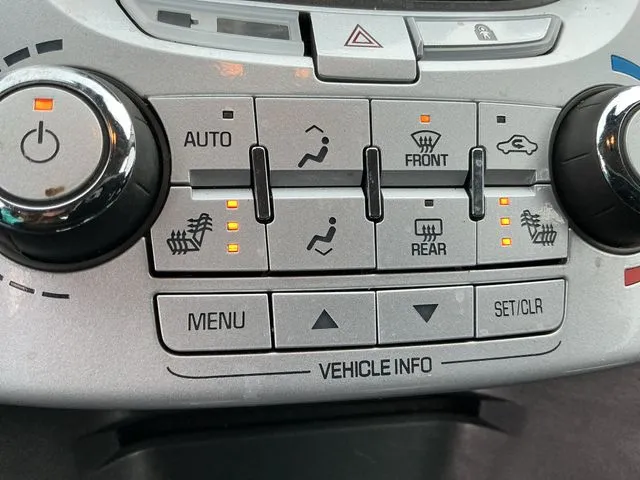 AUTO
FRONT
REAR
MENU
SET/CLR
VEHICLE INFO